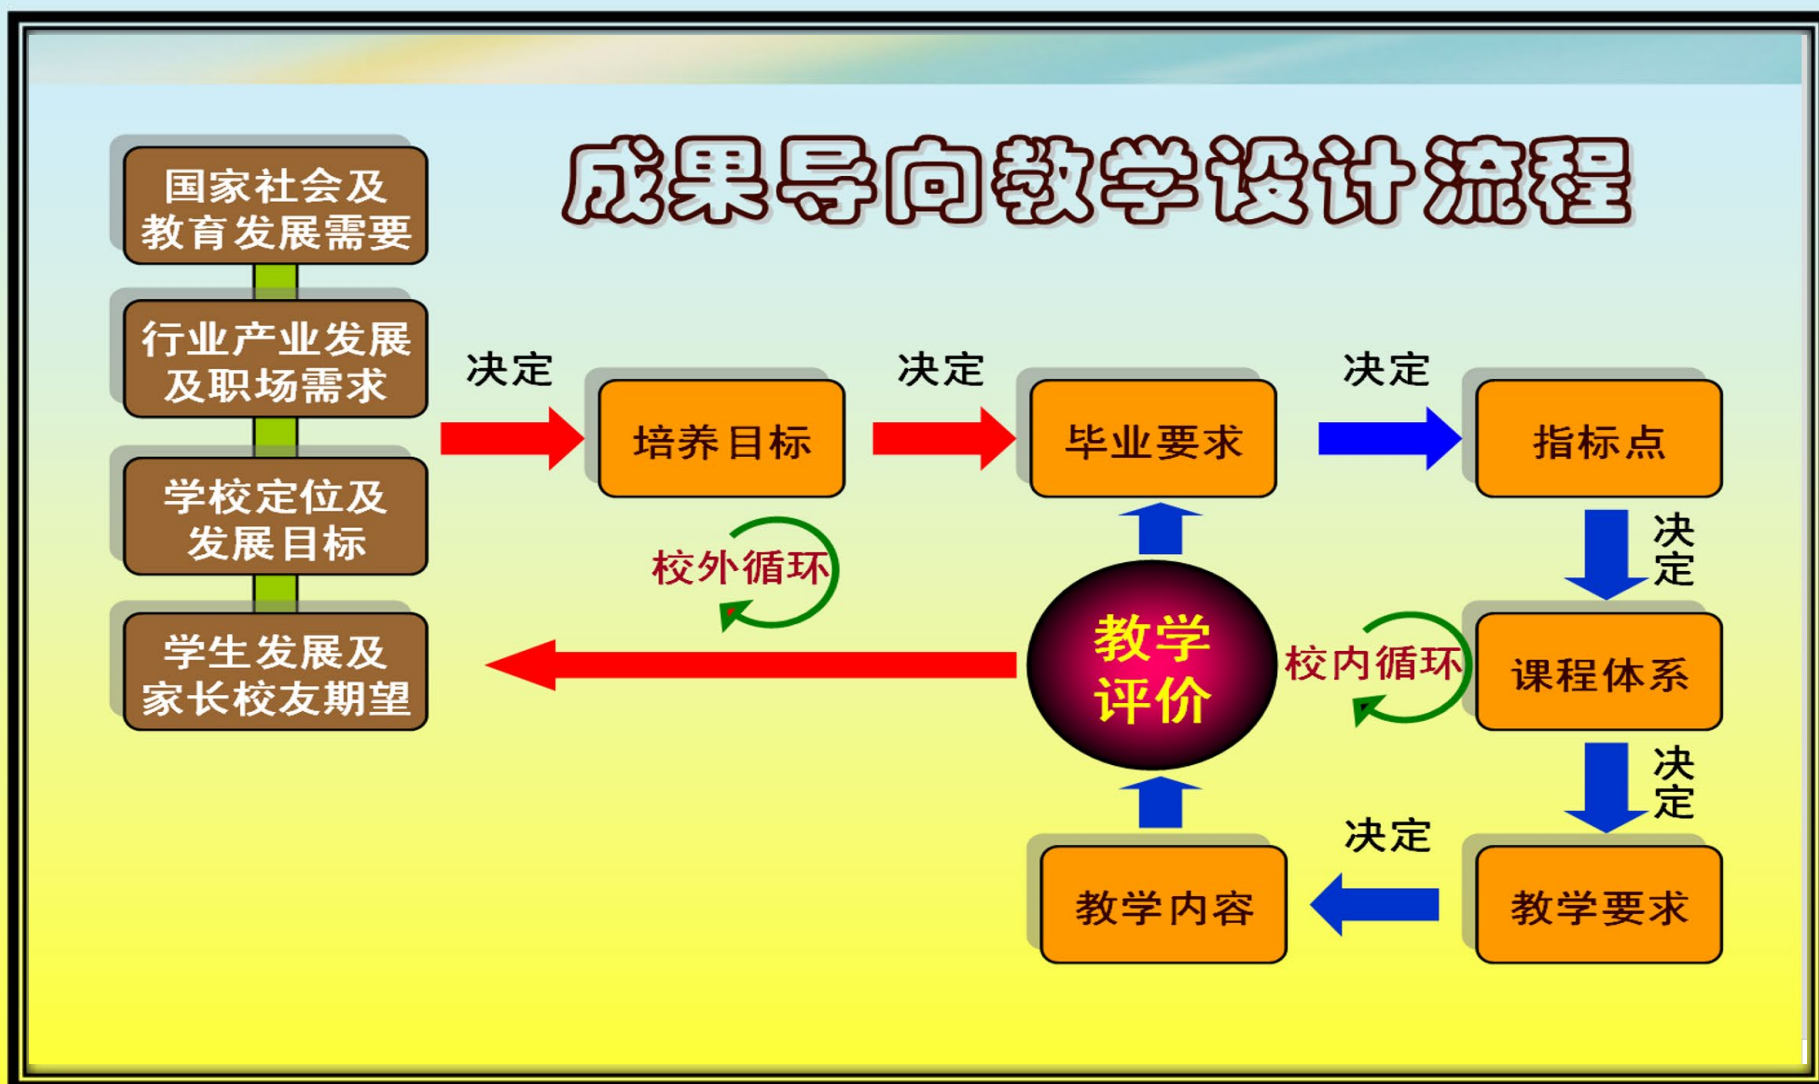 成果导向教学设计流程
国家社会及
教育发展需要
行业产业发展
及职场需求
学校定位及
发展目标
学生发展及
家长校友期望
决定
培养目标
决定
毕业要求
决定
指标点
决定
课程体系
决定
教学要求
决定
教学内容
教学
评价
校外循环
校内循环